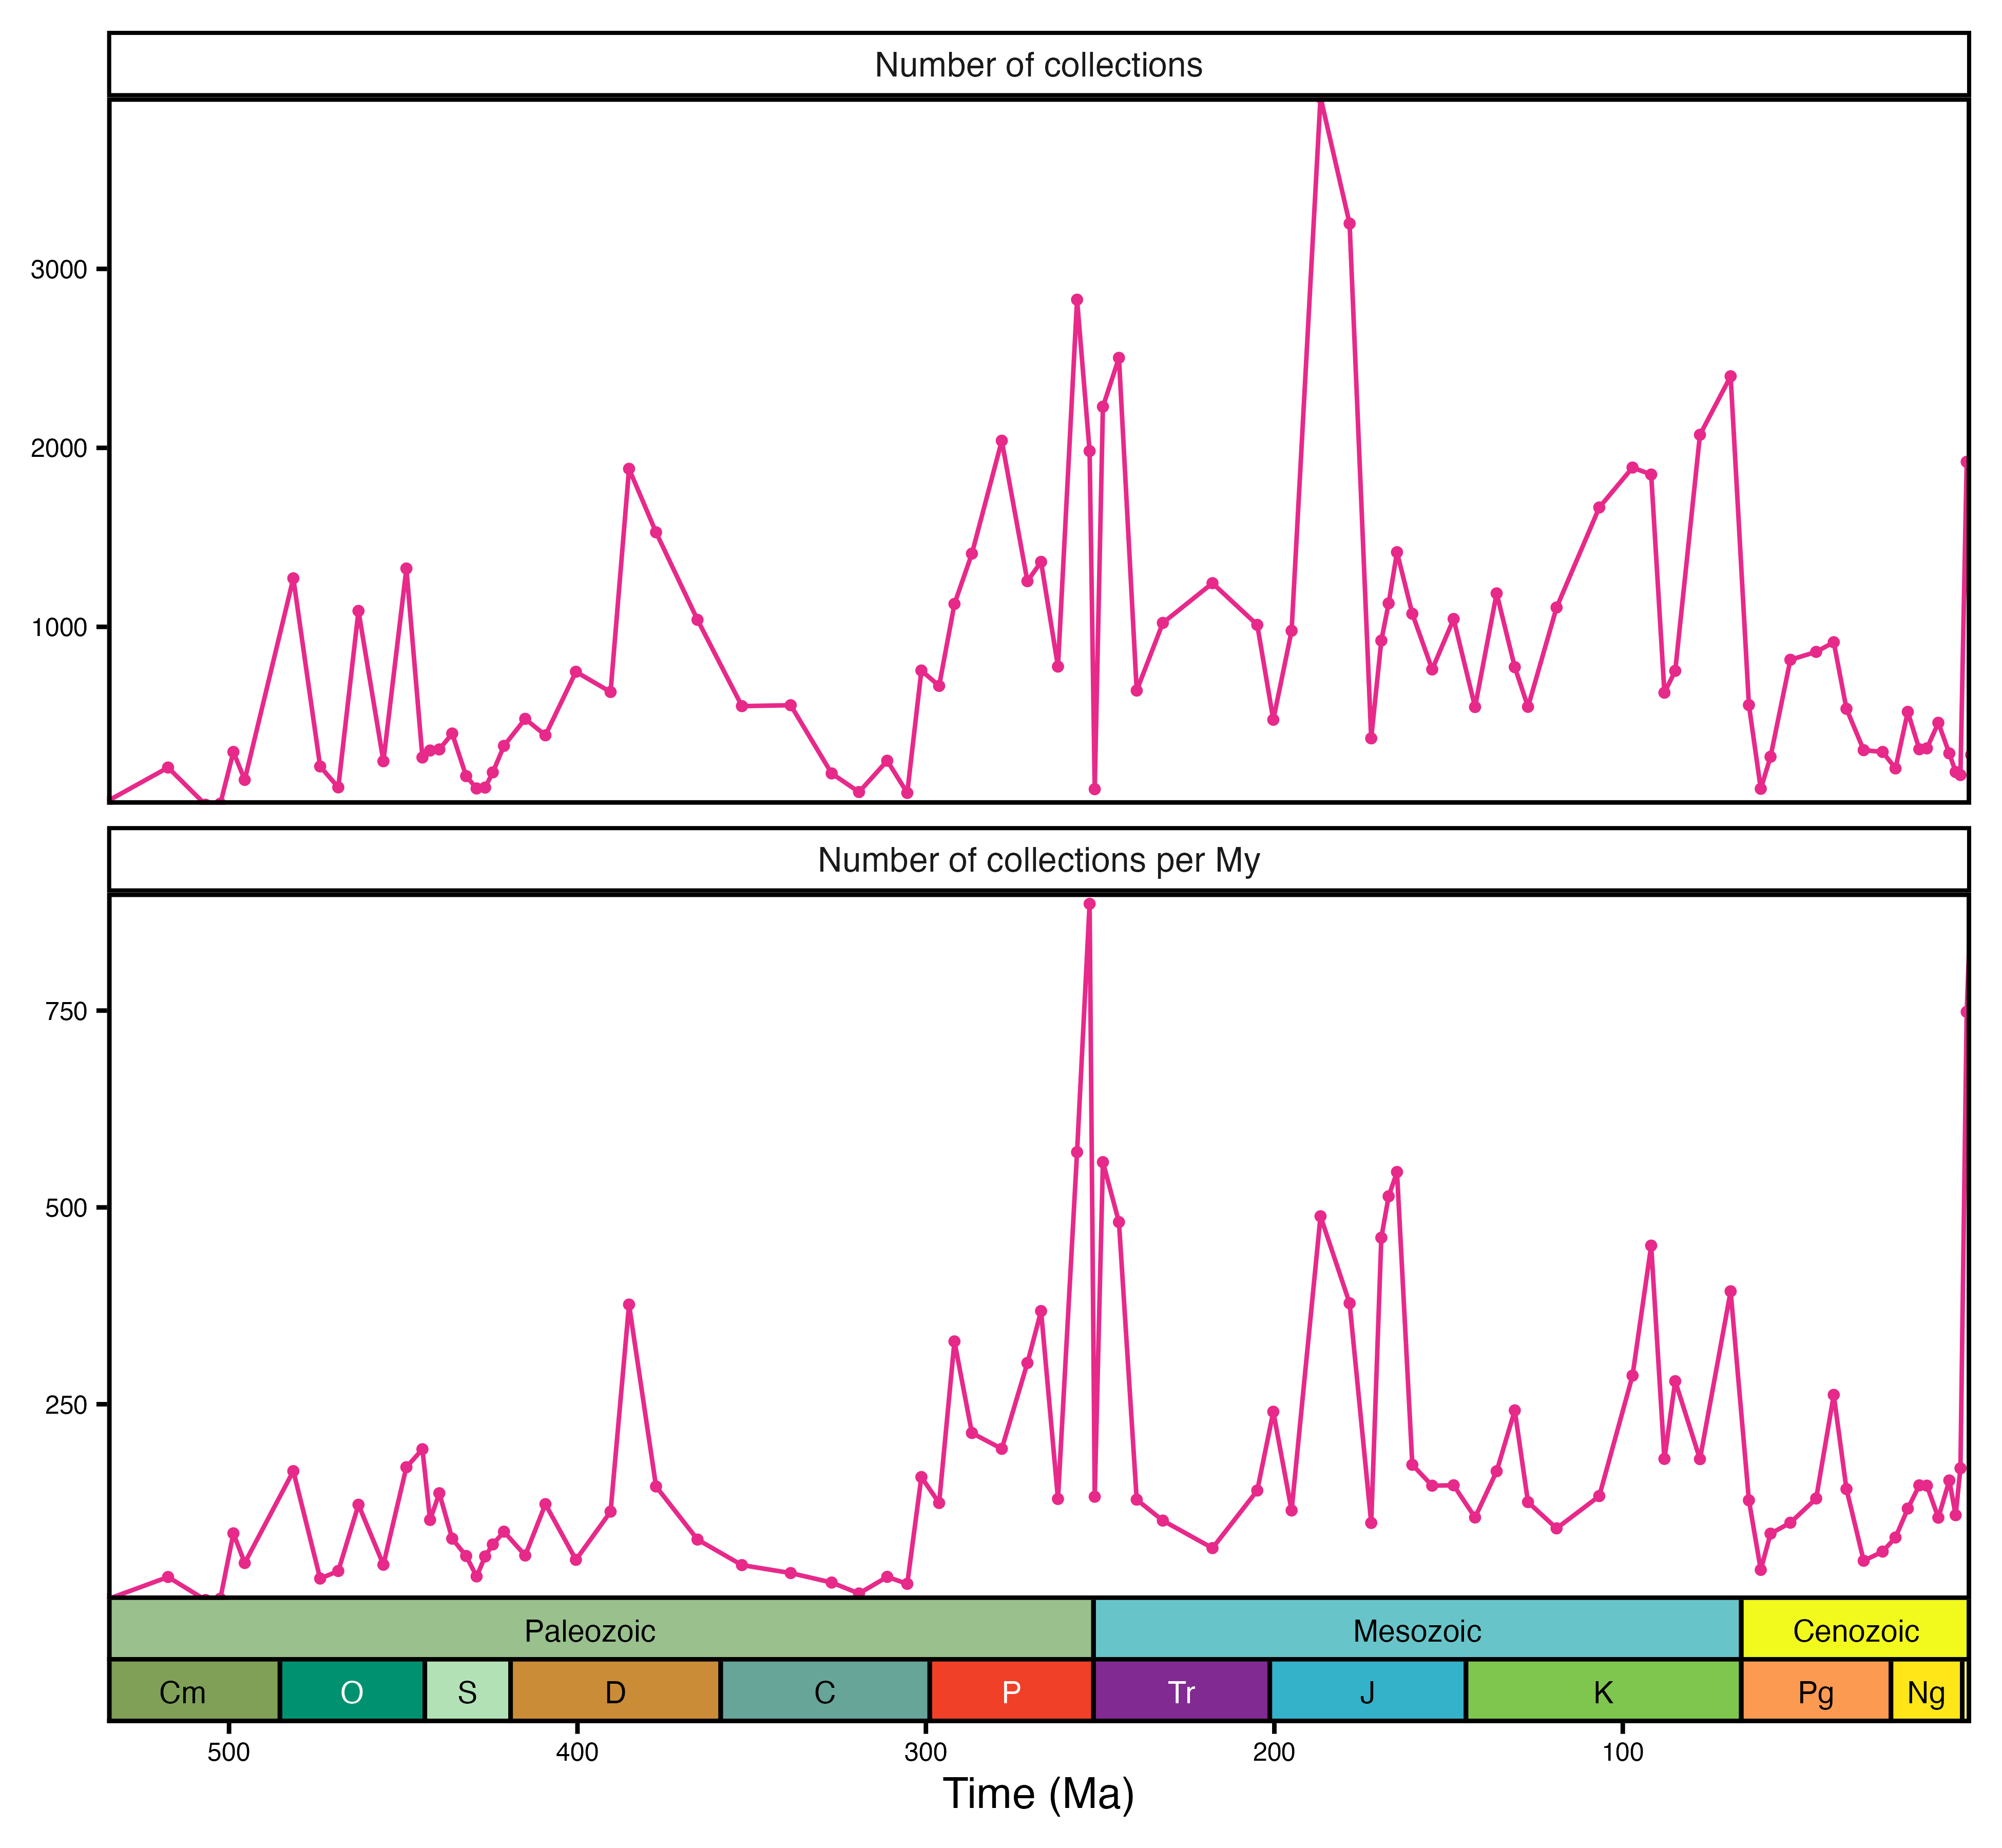 Number of collections
3000
2000
1000
Number of collections per My
750
500
250
Paleozoic Mesozoic Cenozoic
Cm O S D C P Tr J K Pg Ng
500 400 300 200 100
Time (Ma)